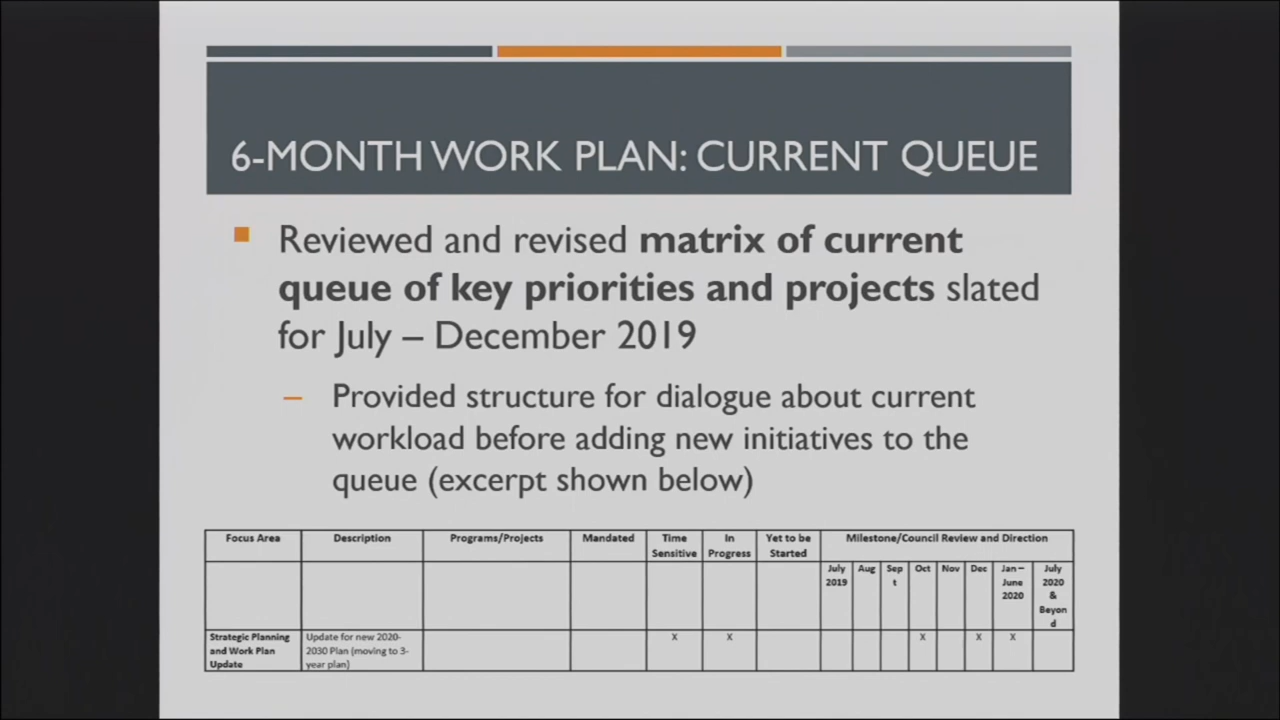 6-MONTH WORK PLAN: CURRENT QUEUE
Reviewed and revised matrix of current
queue of key priorities and projects slated
for July – December 2019
– Provided structure for dialogue about current
workload before adding new initiatives to the
queue (excerpt shown below)
Focus Area Description Programs/Projects Mandated Time Sensitive In Progress Yet to be Started Milestone/Council Review and Direction
July 2019 Aug Sep t Oct Nov Dec Jan – June 2020 July 2020 & Beyon d
Strategic Planning and Work Plan Update Update for new 2020-2030 Plan (moving to 3-year plan) X X X X X